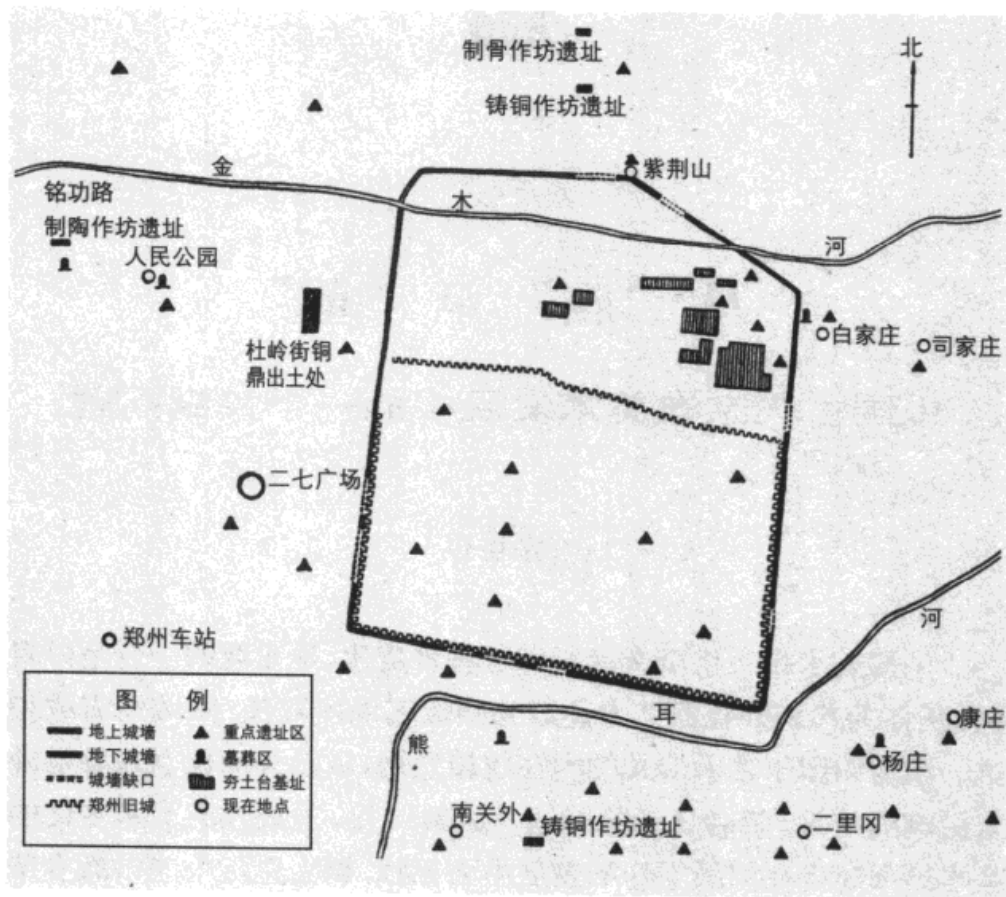 制骨作坊遗址
北
铸铜作坊遗址
金
紫荆山
铭功路
木
制陶作坊遗址
人民公园
河
白家庄
司家庄
杜岭街铜
鼎出土处
二七广场
郑州车站
河
图 例
地上城墙
重点遗址区
地下城墙
墓葬区
城墙缺口
夯土台基址
郑州旧城
现在地点
熊
耳
康庄
杨庄
南关外
铸铜作坊遗址
二里冈